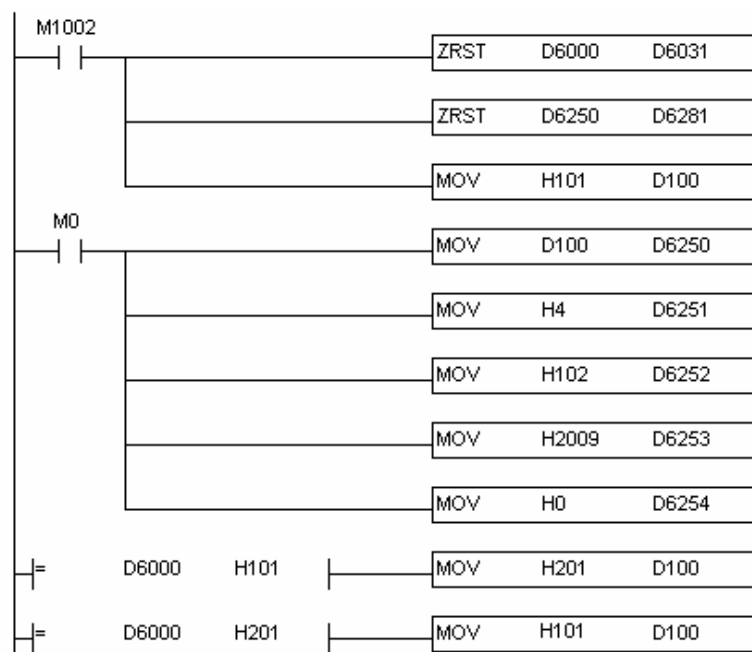 M1002
ZRST D6000 D6031
ZRST D6250 D6281
MOV H101 D100
M0
MOV D100 D6250
MOV H4 D6251
MOV H102 D6252
MOV H2009 D6253
MOV H0 D6254
= D6000 H101 MOV H201 D100
= D6000 H201 MOV H101 D100